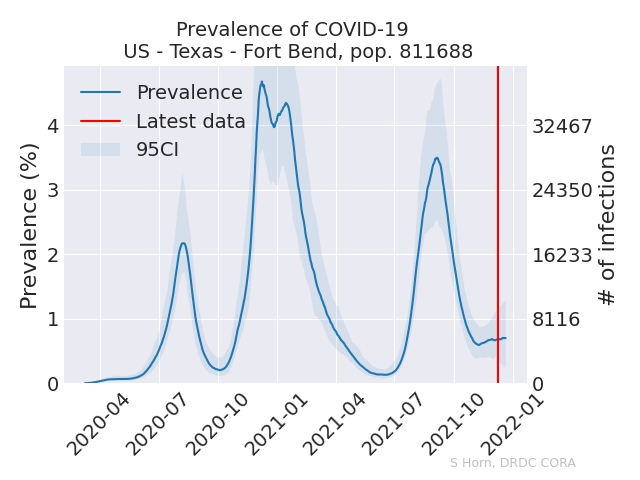 Prevalence of COVID-19
US - Texas - Fort Bend, pop. 811688
Prevalence
Latest data
95CI
Prevalence (%)
4
3
2
1
0
32467
24350
16233
8116
0
# of infections
2020-04
2020-07
2020-10
2021-01
2021-04
2021-07
2021-10
2022-01
S Horn, DRDC CORA